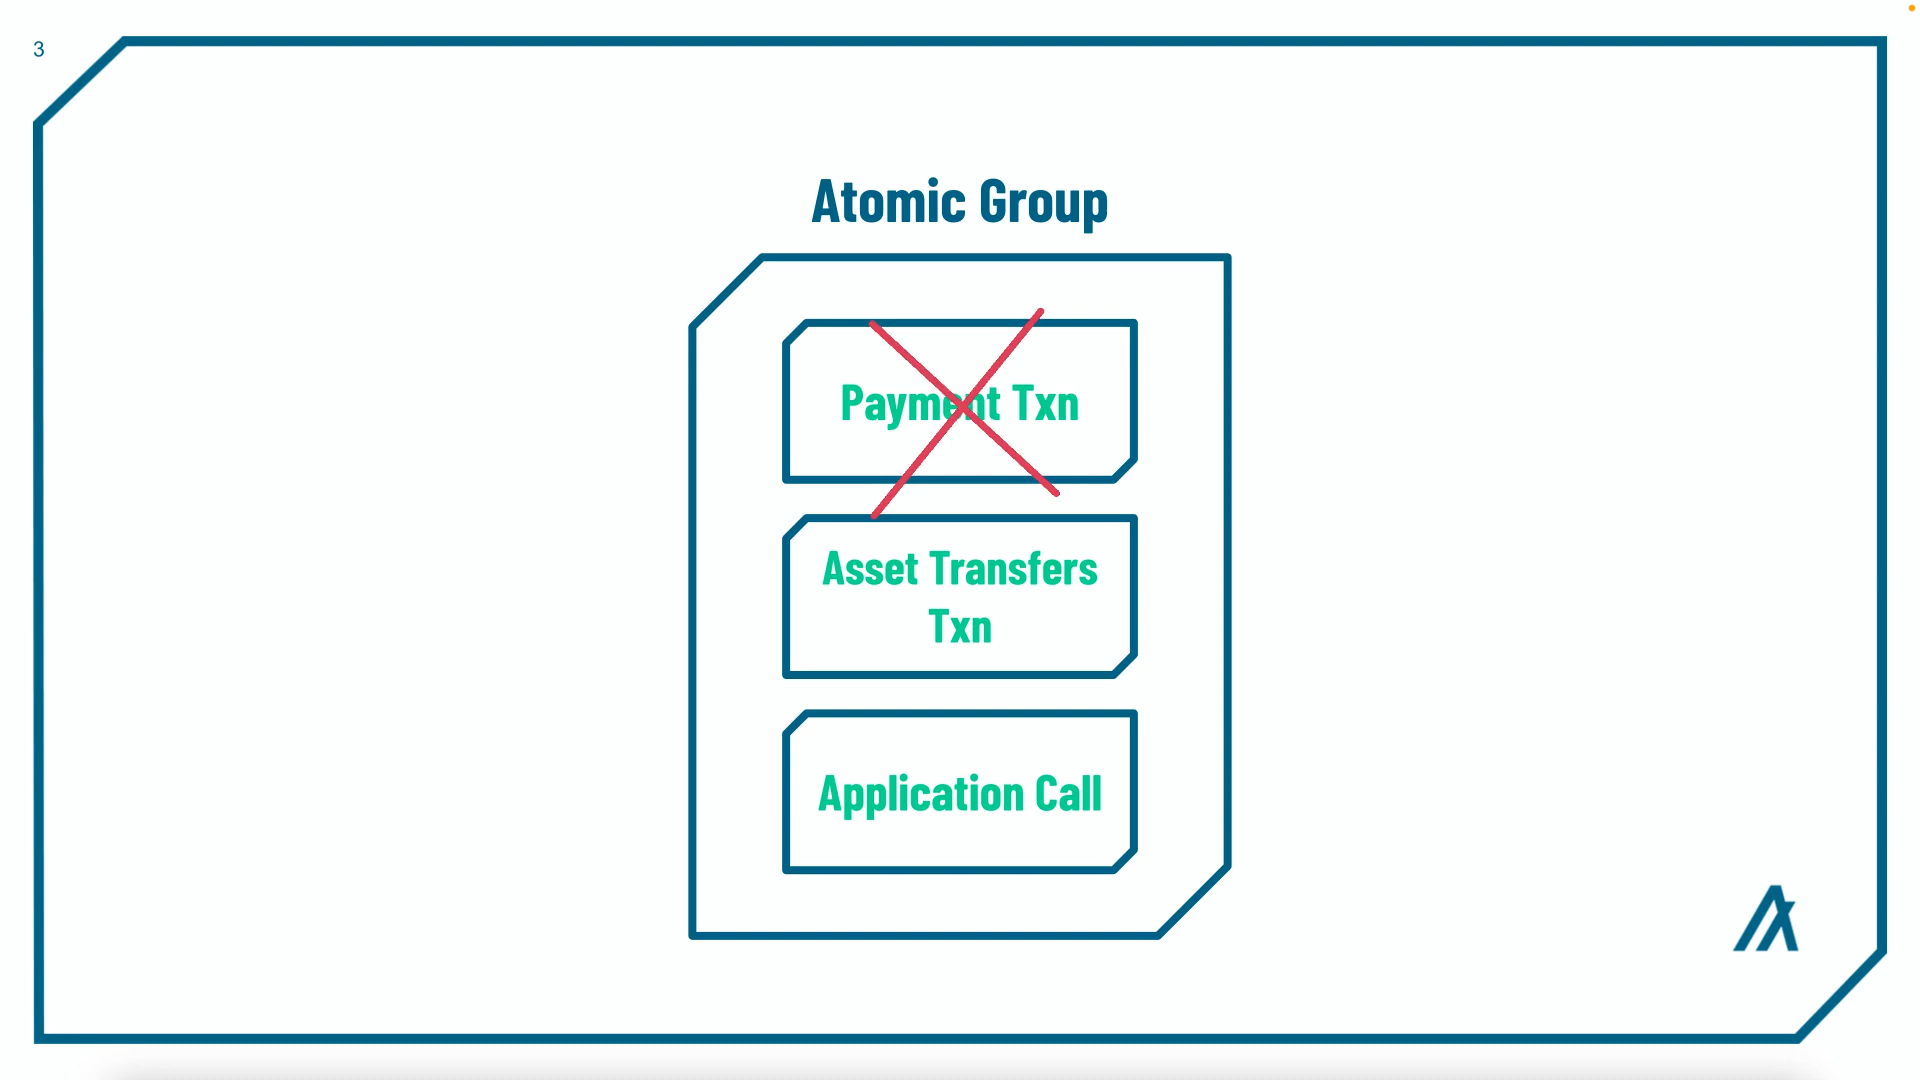 3
Atomic Group
Payment Txn
Asset Transfers
Txn
Application Call